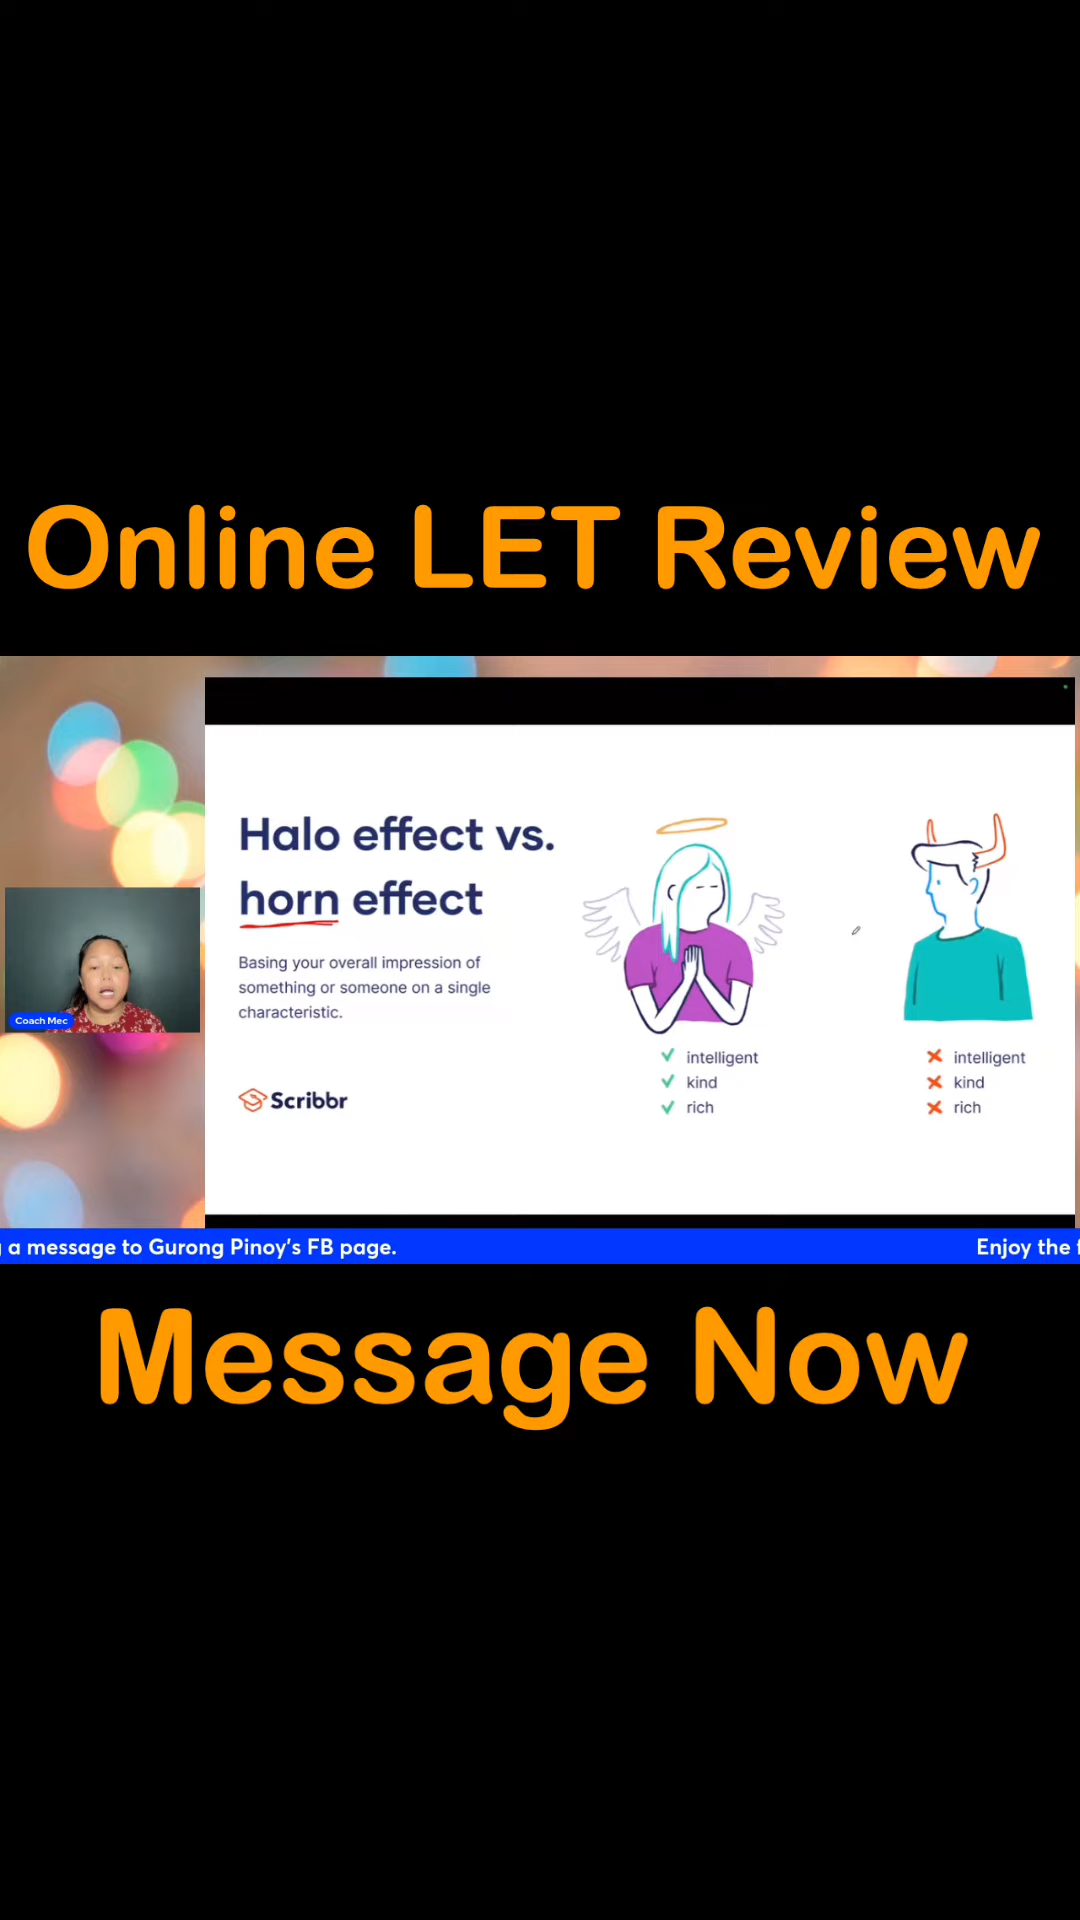 Online LET Review
Halo effect vs.
horn effect
Basing your overall impression of
something or someone on a single
characteristic.
Scribbr
intelligent
kind
rich
intelligent
kind
rich
Coach Mec
a message to Gurong Pinoy's FB page.
Enjoy the
Message Now